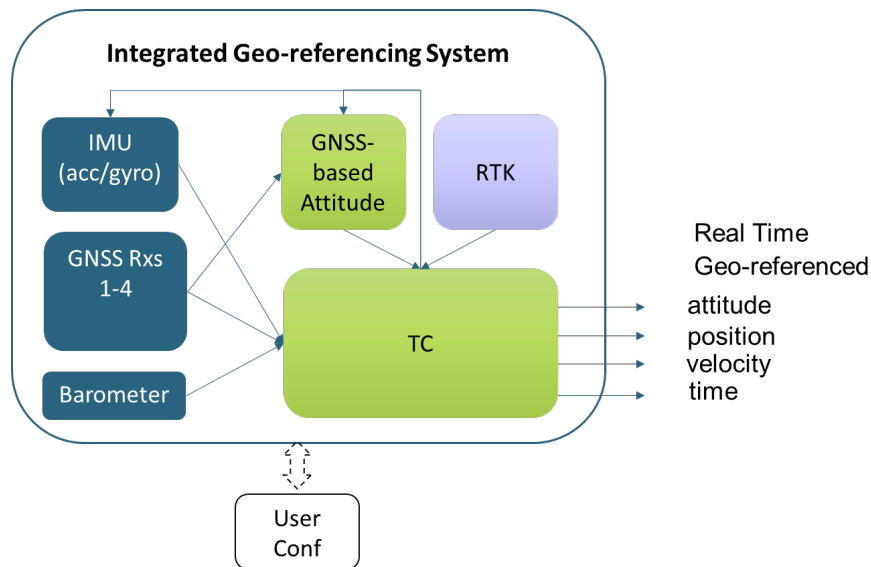 Integrated Geo-referencing System
IMU
(acc/gyro)
GNSS-
based
Attitude
RTK
GNSS Rxs
1-4
TC
Barometer
Real Time
Geo-referenced
attitude
position
velocity
time
User
Conf